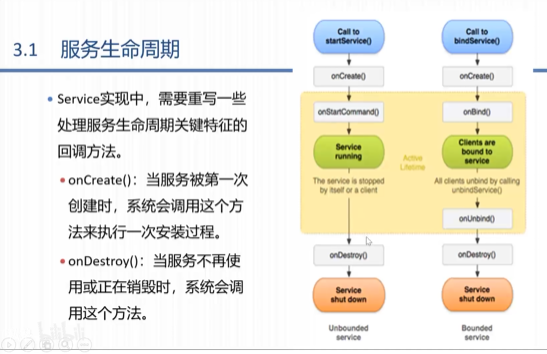 3.1 服务生命周期
• Service实现中，需要重写一些
处理服务生命周期关键特征的
回调方法。
• onCreate()：当服务被第一次
创建时，系统会调用这个方
法来执行一次安装过程。
• onDestroy()：当服务不再使
用或正在销毁时，系统会调
用这个方法。
Call to
startService()
onCreate()
onStartCommand()
Service
running
The service is stopped
by itself or a client
onDestroy()
Service
shut down
Unbounded
service
Active
Lifetime
Call to
bindService()
onCreate()
onBind()
Clients are
bound to
service
All clients unbind by calling
unbindService()
onUnbind()
onDestroy()
Service
shut down
Bounded
service